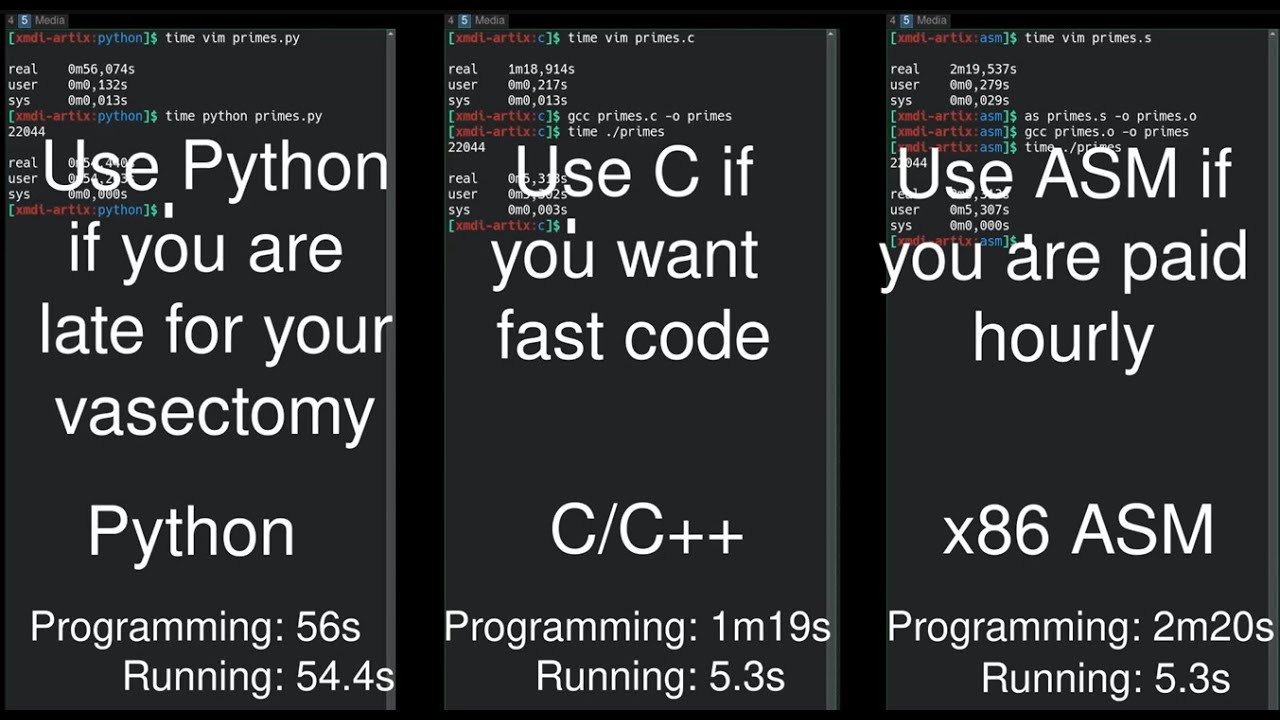 4 5 Media
[xmdi-artix:python]$ time vim primes.py
real 0m56,074s
user 0m0,132s
sys 0m0,013s
[xmdi-artix:python]$ time python primes.py
22044
real
user
sys 0m0,000s
[xmdi-artix:python]$
Use Python
if you are
late for your
vasectomy
Python
Programming: 56s
Running: 54.4s
4 5 Media
[xmdi-artix:c]$ time vim primes.c
real 1m18,914s
user 0m0,217s
sys 0m0,013s
[xmdi-artix:c]$ gcc primes.c -o primes
[xmdi-artix:c]$ time ./primes
22044
real
user
sys 0m0,003s
[xmdi-artix:c]$
Use C if
you want
fast code
C/C++
Programming: 1m19s
Running: 5.3s
4 5 Media
[xmdi-artix:asm]$ time vim primes.s
real 2m19,537s
user 0m0,279s
sys 0m0,029s
[xmdi-artix:asm]$ as primes.s -o primes.o
[xmdi-artix:asm]$ gcc primes.o -o primes
[xmdi-artix:asm]$ time ./primes
22044
real
user 0m5,307s
sys 0m0,000s
[xmdi-artix:asm]$
Use ASM if
you are paid
hourly
x86 ASM
Programming: 2m20s
Running: 5.3s